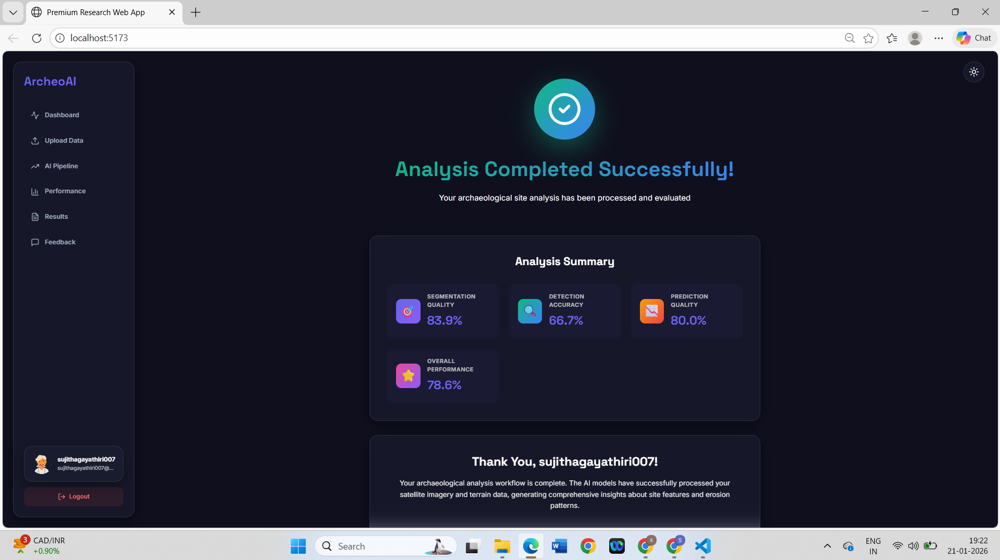 Premium Research Web App
localhost:5173
Chat
ArcheoAI
Dashboard
Upload Data
AI Pipeline
Performance
Results
Feedback
sujithagayathiri007
sujithagayathiri007@...
Logout
Analysis Completed Successfully!
Your archaeological site analysis has been processed and evaluated
Analysis Summary
SEGMENTATION
QUALITY
83.9%
DETECTION
ACCURACY
66.7%
PREDICTION
QUALITY
80.0%
OVERALL
PERFORMANCE
78.6%
Thank You, sujithagayathiri007!
Your archaeological analysis workflow is complete. The AI models have successfully processed your
satellite imagery and terrain data, generating comprehensive insights about site features and erosion
patterns.
3
CAD/INR
+0.90%
Search
W
S
S
ENG
IN
19:22
21-01-2026